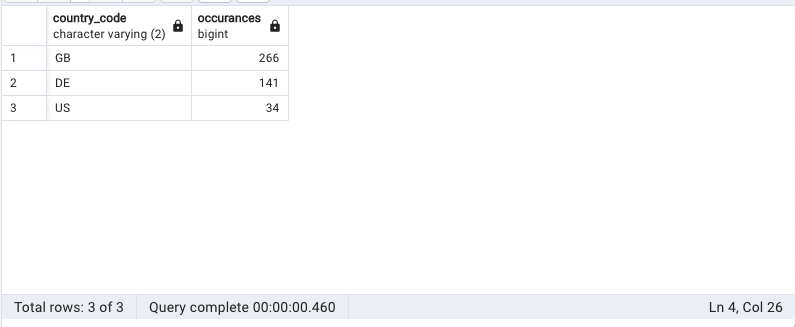 country_code occurances
character varying (2) bigint
1 GB 266
2 DE 141
3 US 34
Total rows: 3 of 3 Query complete 00:00:00.460 Ln 4, Col 26